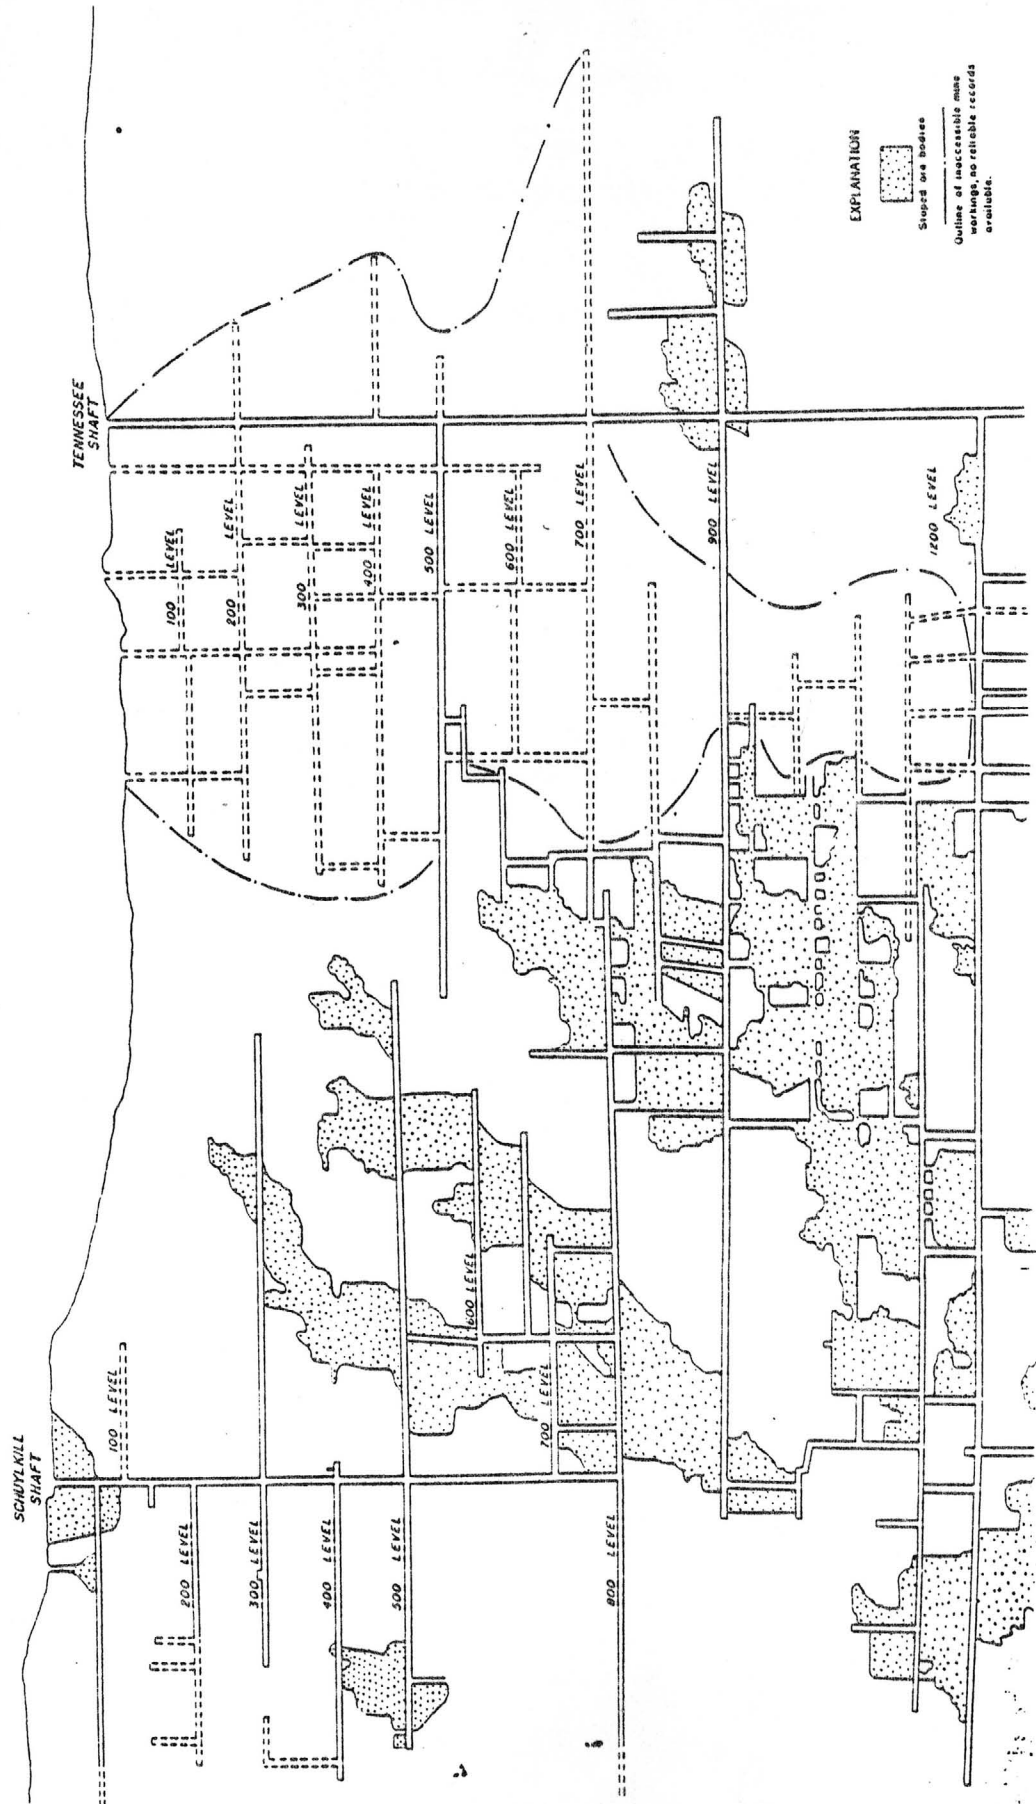 TENNESSEE
SHAFT
100 LEVEL
200 LEVEL
300 LEVEL
400 LEVEL
500 LEVEL
600 LEVEL
700 LEVEL
900 LEVEL
1200 LEVEL
SCHUYLKILL
SHAFT
100 LEVEL
200 LEVEL
300 LEVEL
400 LEVEL
500 LEVEL
600 LEVEL
700 LEVEL
800 LEVEL
EXPLANATION
Stoped ore bodies
Outline of inaccessible mine
workings, no reliable records
available.